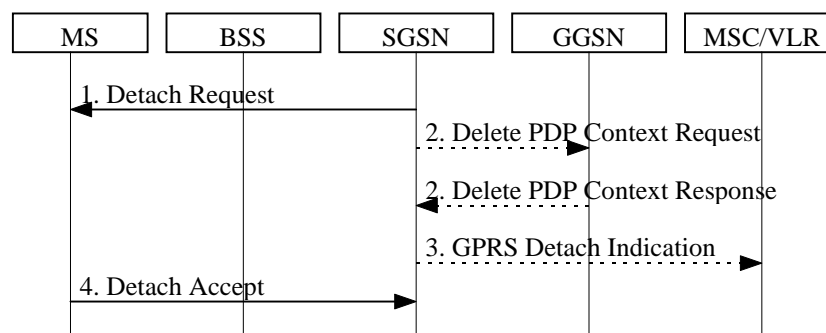 MS BSS SGSN GGSN MSC/VLR
1. Detach Request
2. Delete PDP Context Request
2. Delete PDP Context Response
3. GPRS Detach Indication
4. Detach Accept